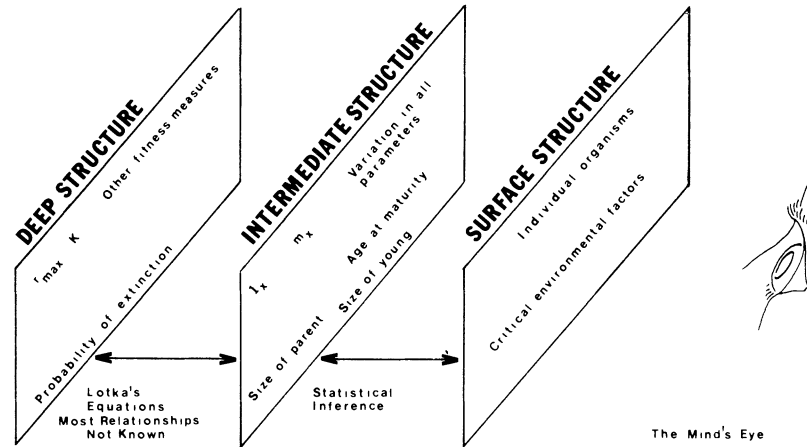 DEEP STRUCTURE
Other fitness measures
rmax K
Probability of extinction
INTERMEDIATE STRUCTURE
Variation in all
parameters
mx
Age at maturity
lx
Size of young
Size of parent
SURFACE STRUCTURE
Individual organisms
Critical environmental factors
Lotka's
Equations
Most Relationships
Not Known
Statistical
Inference
The Mind's Eye